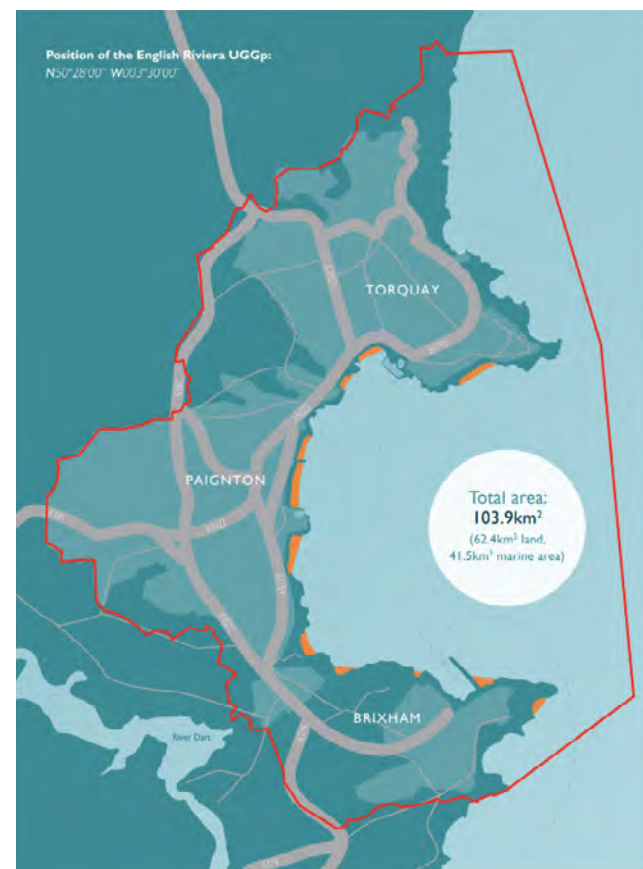 Position of the English Riviera UGGp:
N50°28'00" W003°30'00"
TORQUAY
PAIGNTON
Total area:
103.9km²
(62.4km² land,
41.5km² marine area)
BRIXHAM
River Dart